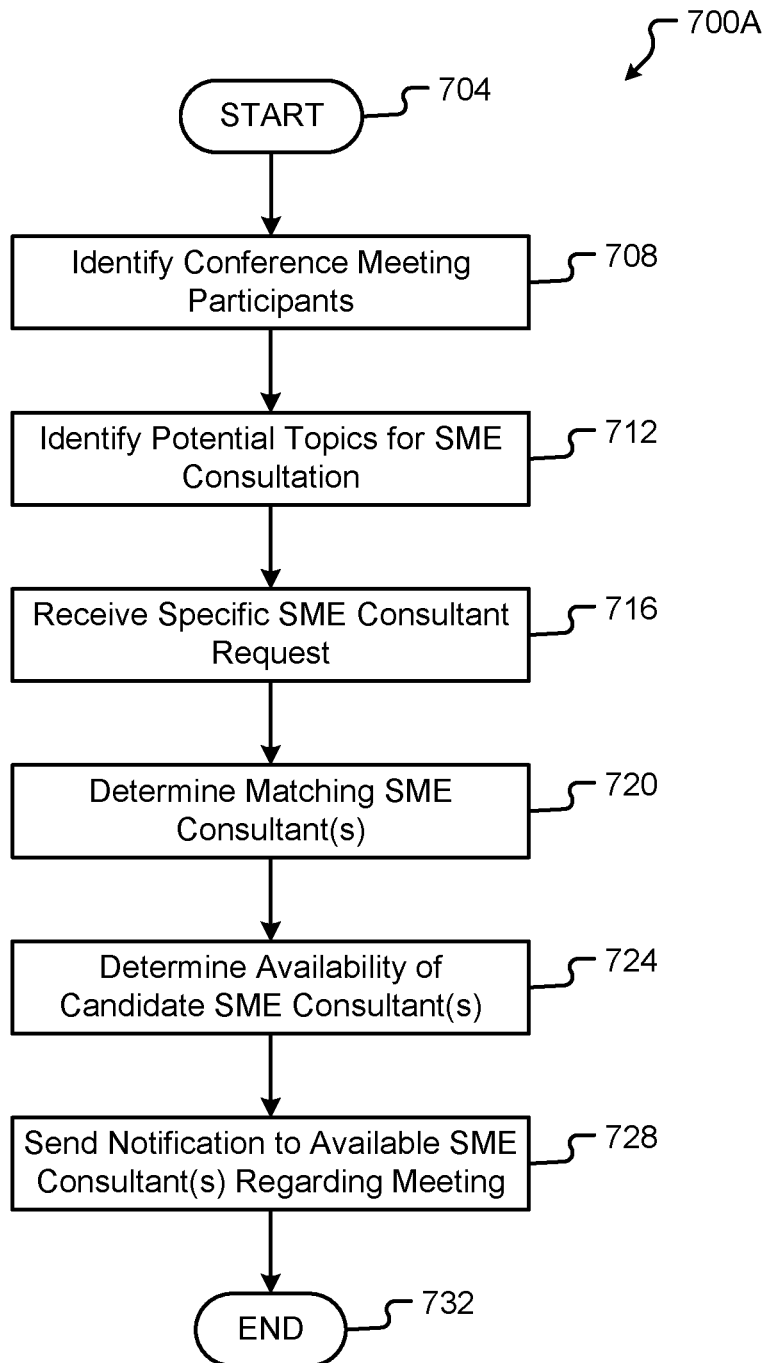 700A
START
704
Identify Conference Meeting
Participants
708
Identify Potential Topics for SME
Consultation
712
Receive Specific SME Consultant
Request
716
Determine Matching SME
Consultant(s)
720
Determine Availability of
Candidate SME Consultant(s)
724
Send Notification to Available SME
Consultant(s) Regarding Meeting
728
END
732